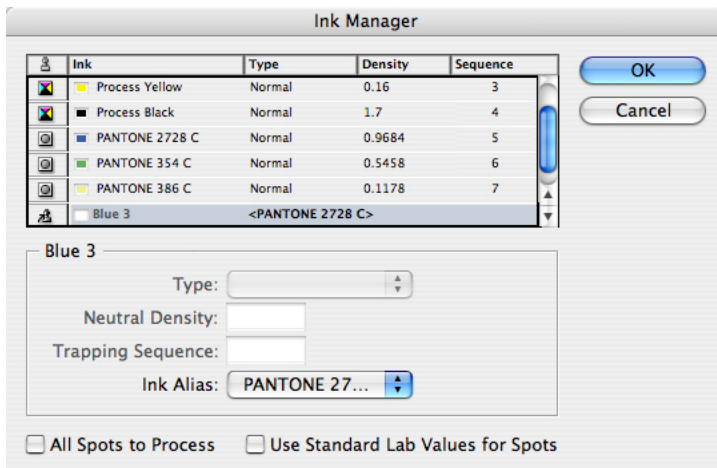 Ink Manager
Ink Type Density Sequence
Process Yellow Normal 0.16 3
Process Black Normal 1.7 4
PANTONE 2728 C Normal 0.9684 5
PANTONE 354 C Normal 0.5458 6
PANTONE 386 C Normal 0.1178 7
Blue 3 <PANTONE 2728 C>
OK
Cancel
Blue 3
Type:
Neutral Density:
Trapping Sequence:
Ink Alias: PANTONE 27...
All Spots to Process Use Standard Lab Values for Spots